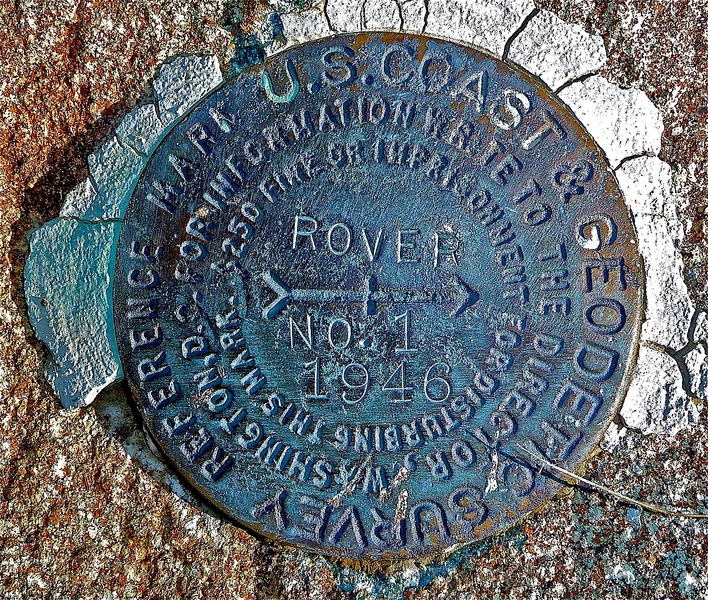 U.S. COAST & GEODETIC SURVEY
REFERENCE MARK
FOR INFORMATION WRITE TO THE DIRECTOR, WASHINGTON, D.C.
$250 FINE OR IMPRISONMENT FOR DISTURBING THIS MARK.
ROVER
NO. 1
1946